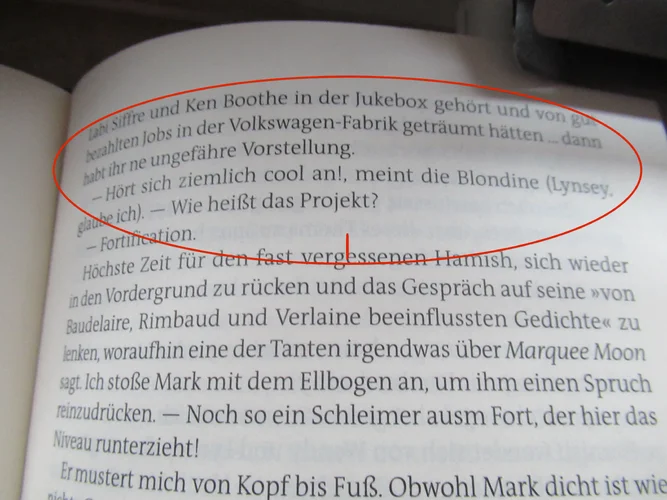 Labi Siffre und Ken Boothe in der Jukebox gehört und von gut
bezahlten Jobs in der Volkswagen-Fabrik geträumt hätten ... dann
habt ihr ne ungefähre Vorstellung.
— Hört sich ziemlich cool an!, meint die Blondine (Lynsey,
glaube ich). — Wie heißt das Projekt?
— Fortification.
Höchste Zeit für den fast vergessenen Hamish, sich wieder
in den Vordergrund zu rücken und das Gespräch auf seine »von
Baudelaire, Rimbaud und Verlaine beeinflussten Gedichte« zu
lenken, woraufhin eine der Tanten irgendwas über Marquee Moon
sagt. Ich stoße Mark mit dem Ellbogen an, um ihm einen Spruch
reinzudrücken. — Noch so ein Schleimer ausm Fort, der hier das
Niveau runterzieht!
Er mustert mich von Kopf bis Fuß. Obwohl Mark dicht ist wie